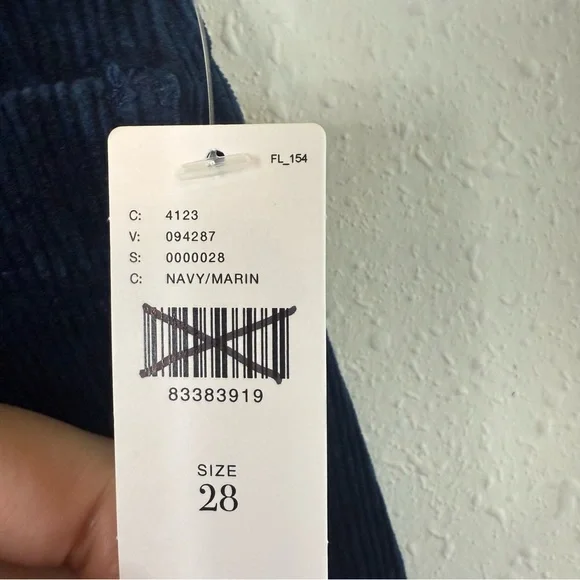 FL_154
C: 4123
V: 094287
S: 0000028
C: NAVY/MARIN
83383919
SIZE
28